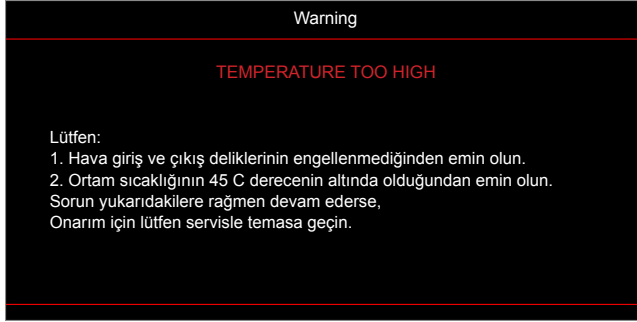 Warning
TEMPERATURE TOO HIGH
Lütfen:
1. Hava giriş ve çıkış deliklerinin engellenmediğinden emin olun.
2. Ortam sıcaklığının 45 C derecenin altında olduğundan emin olun.
Sorun yukarıdakilere rağmen devam ederse,
Onarım için lütfen servisle temasa geçin.